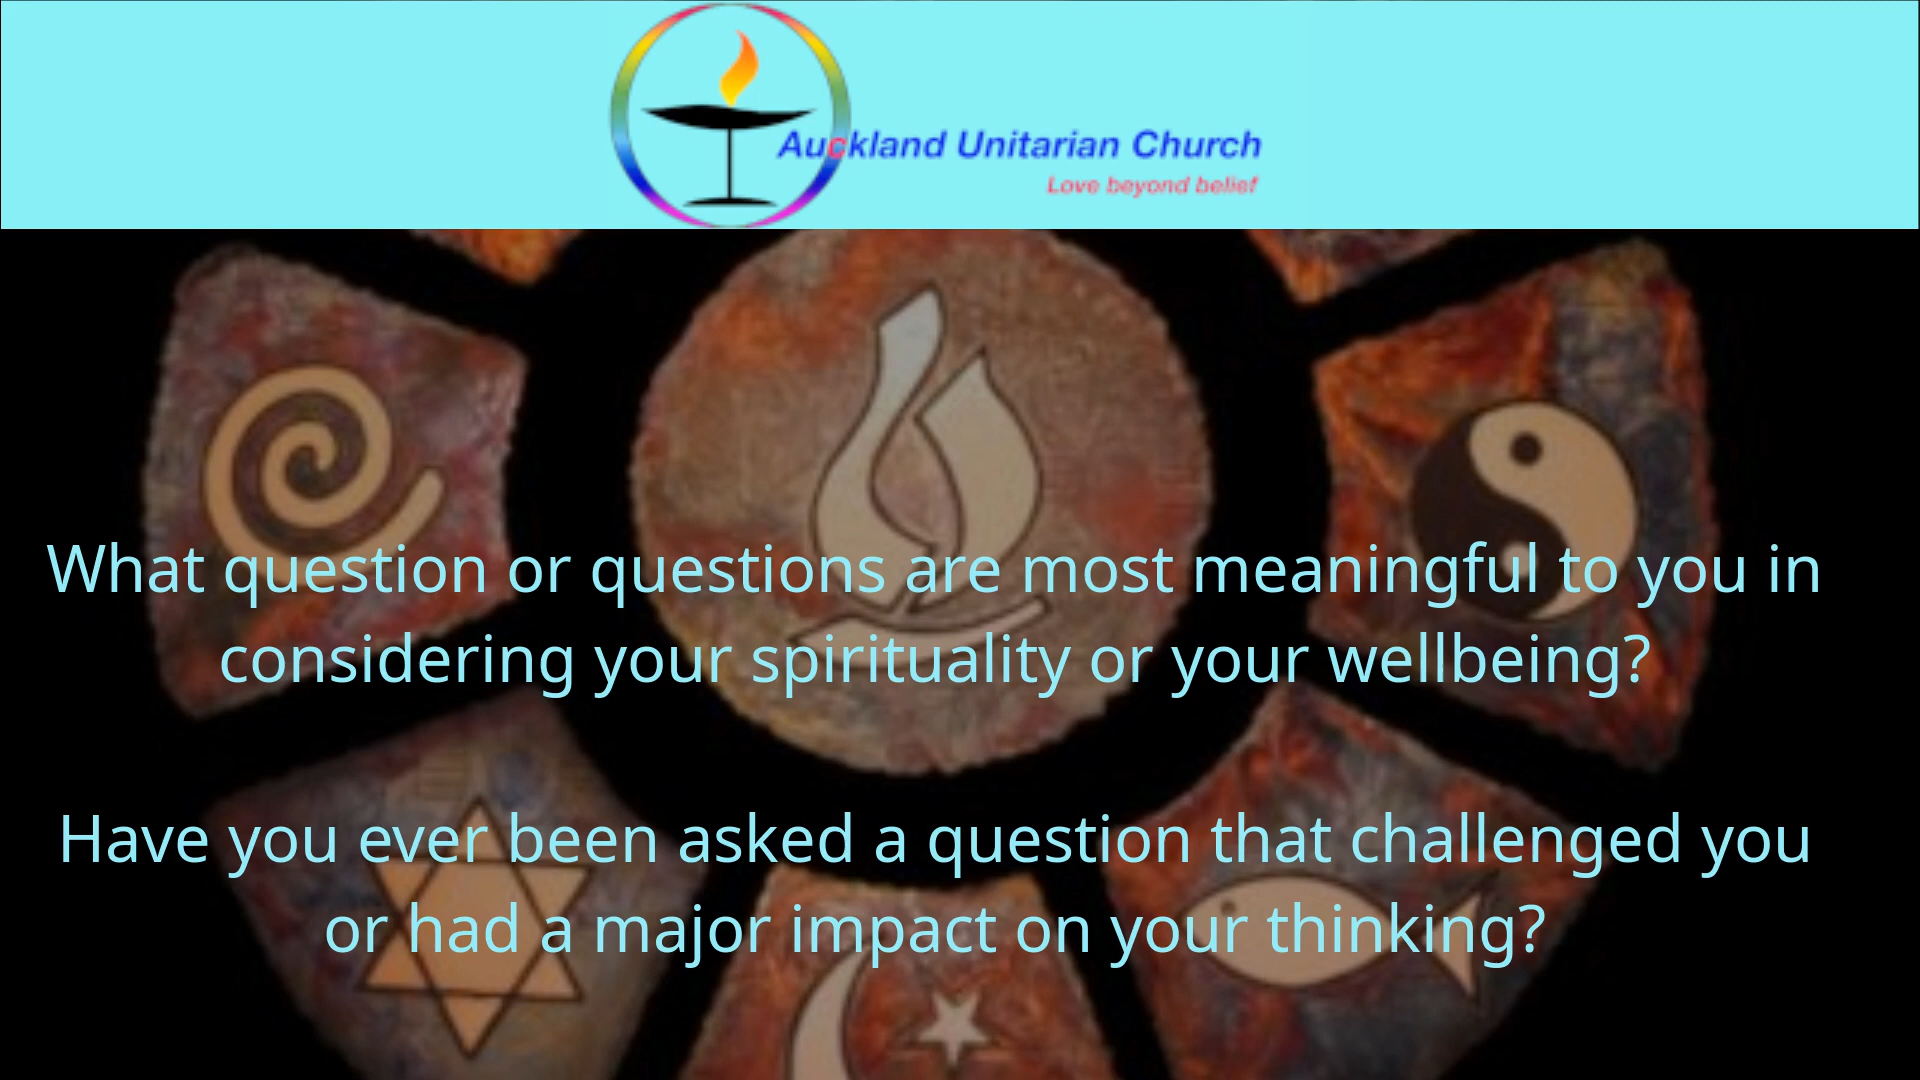 Auckland Unitarian Church
Love beyond belief
What question or questions are most meaningful to you in
considering your spirituality or your wellbeing?
Have you ever been asked a question that challenged you
or had a major impact on your thinking?